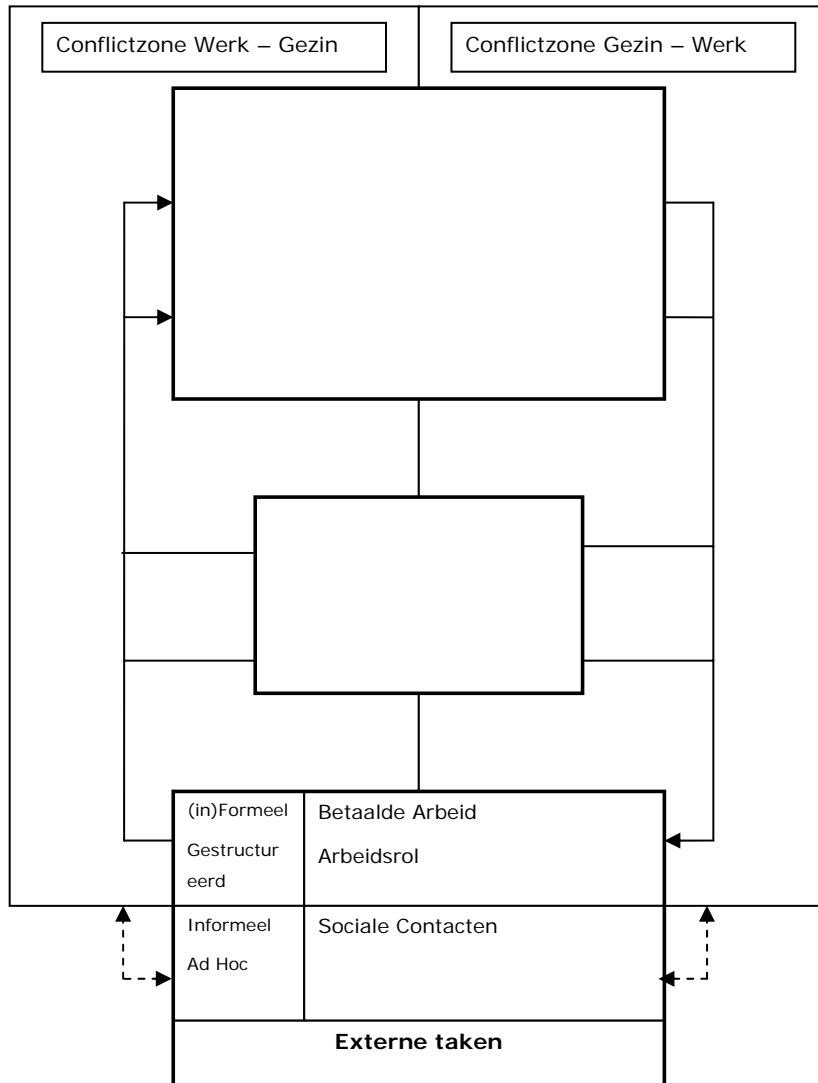 Conflictzone Werk – Gezin
Conflictzone Gezin – Werk
(in)Formeel
Gestructur
eerd
Betaalde Arbeid
Arbeidsrol
Informeel
Ad Hoc
Sociale Contacten
Externe taken